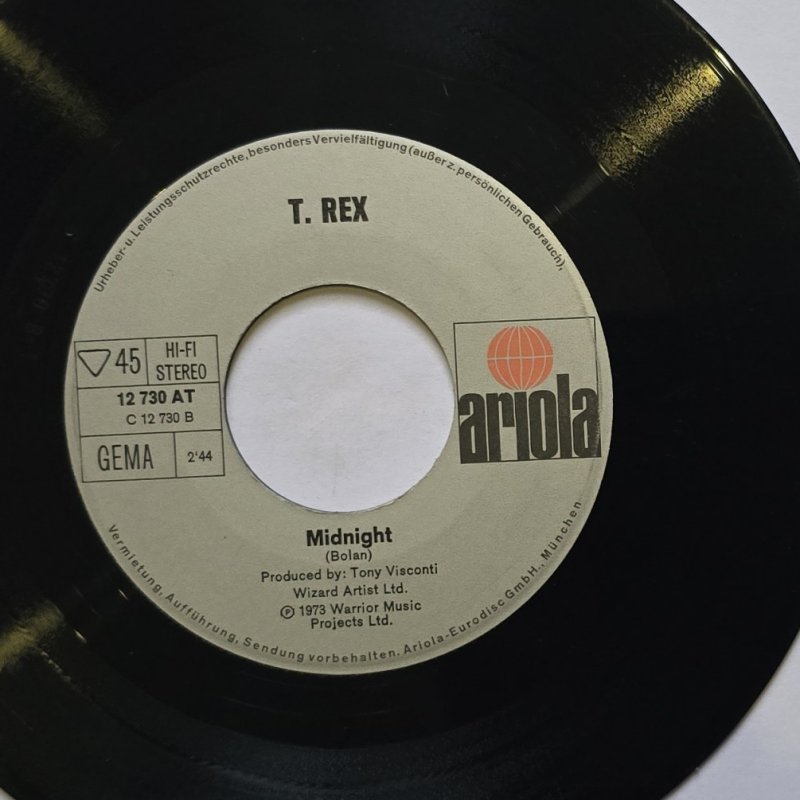 Urheber- u. Leistungsschutzrechte, besonders Vervielfältigung (außer z. persönlichen Gebrauch),
T. REX
45
HI-FI
STEREO
12 730 AT
C 12 730 B
GEMA
2'44
ariola
Midnight
(Bolan)
Produced by: Tony Visconti
Wizard Artist Ltd.
℗ 1973 Warrior Music
Projects Ltd.
Vermietung, Aufführung, Sendung vorbehalten. Ariola-Eurodisc GmbH., München